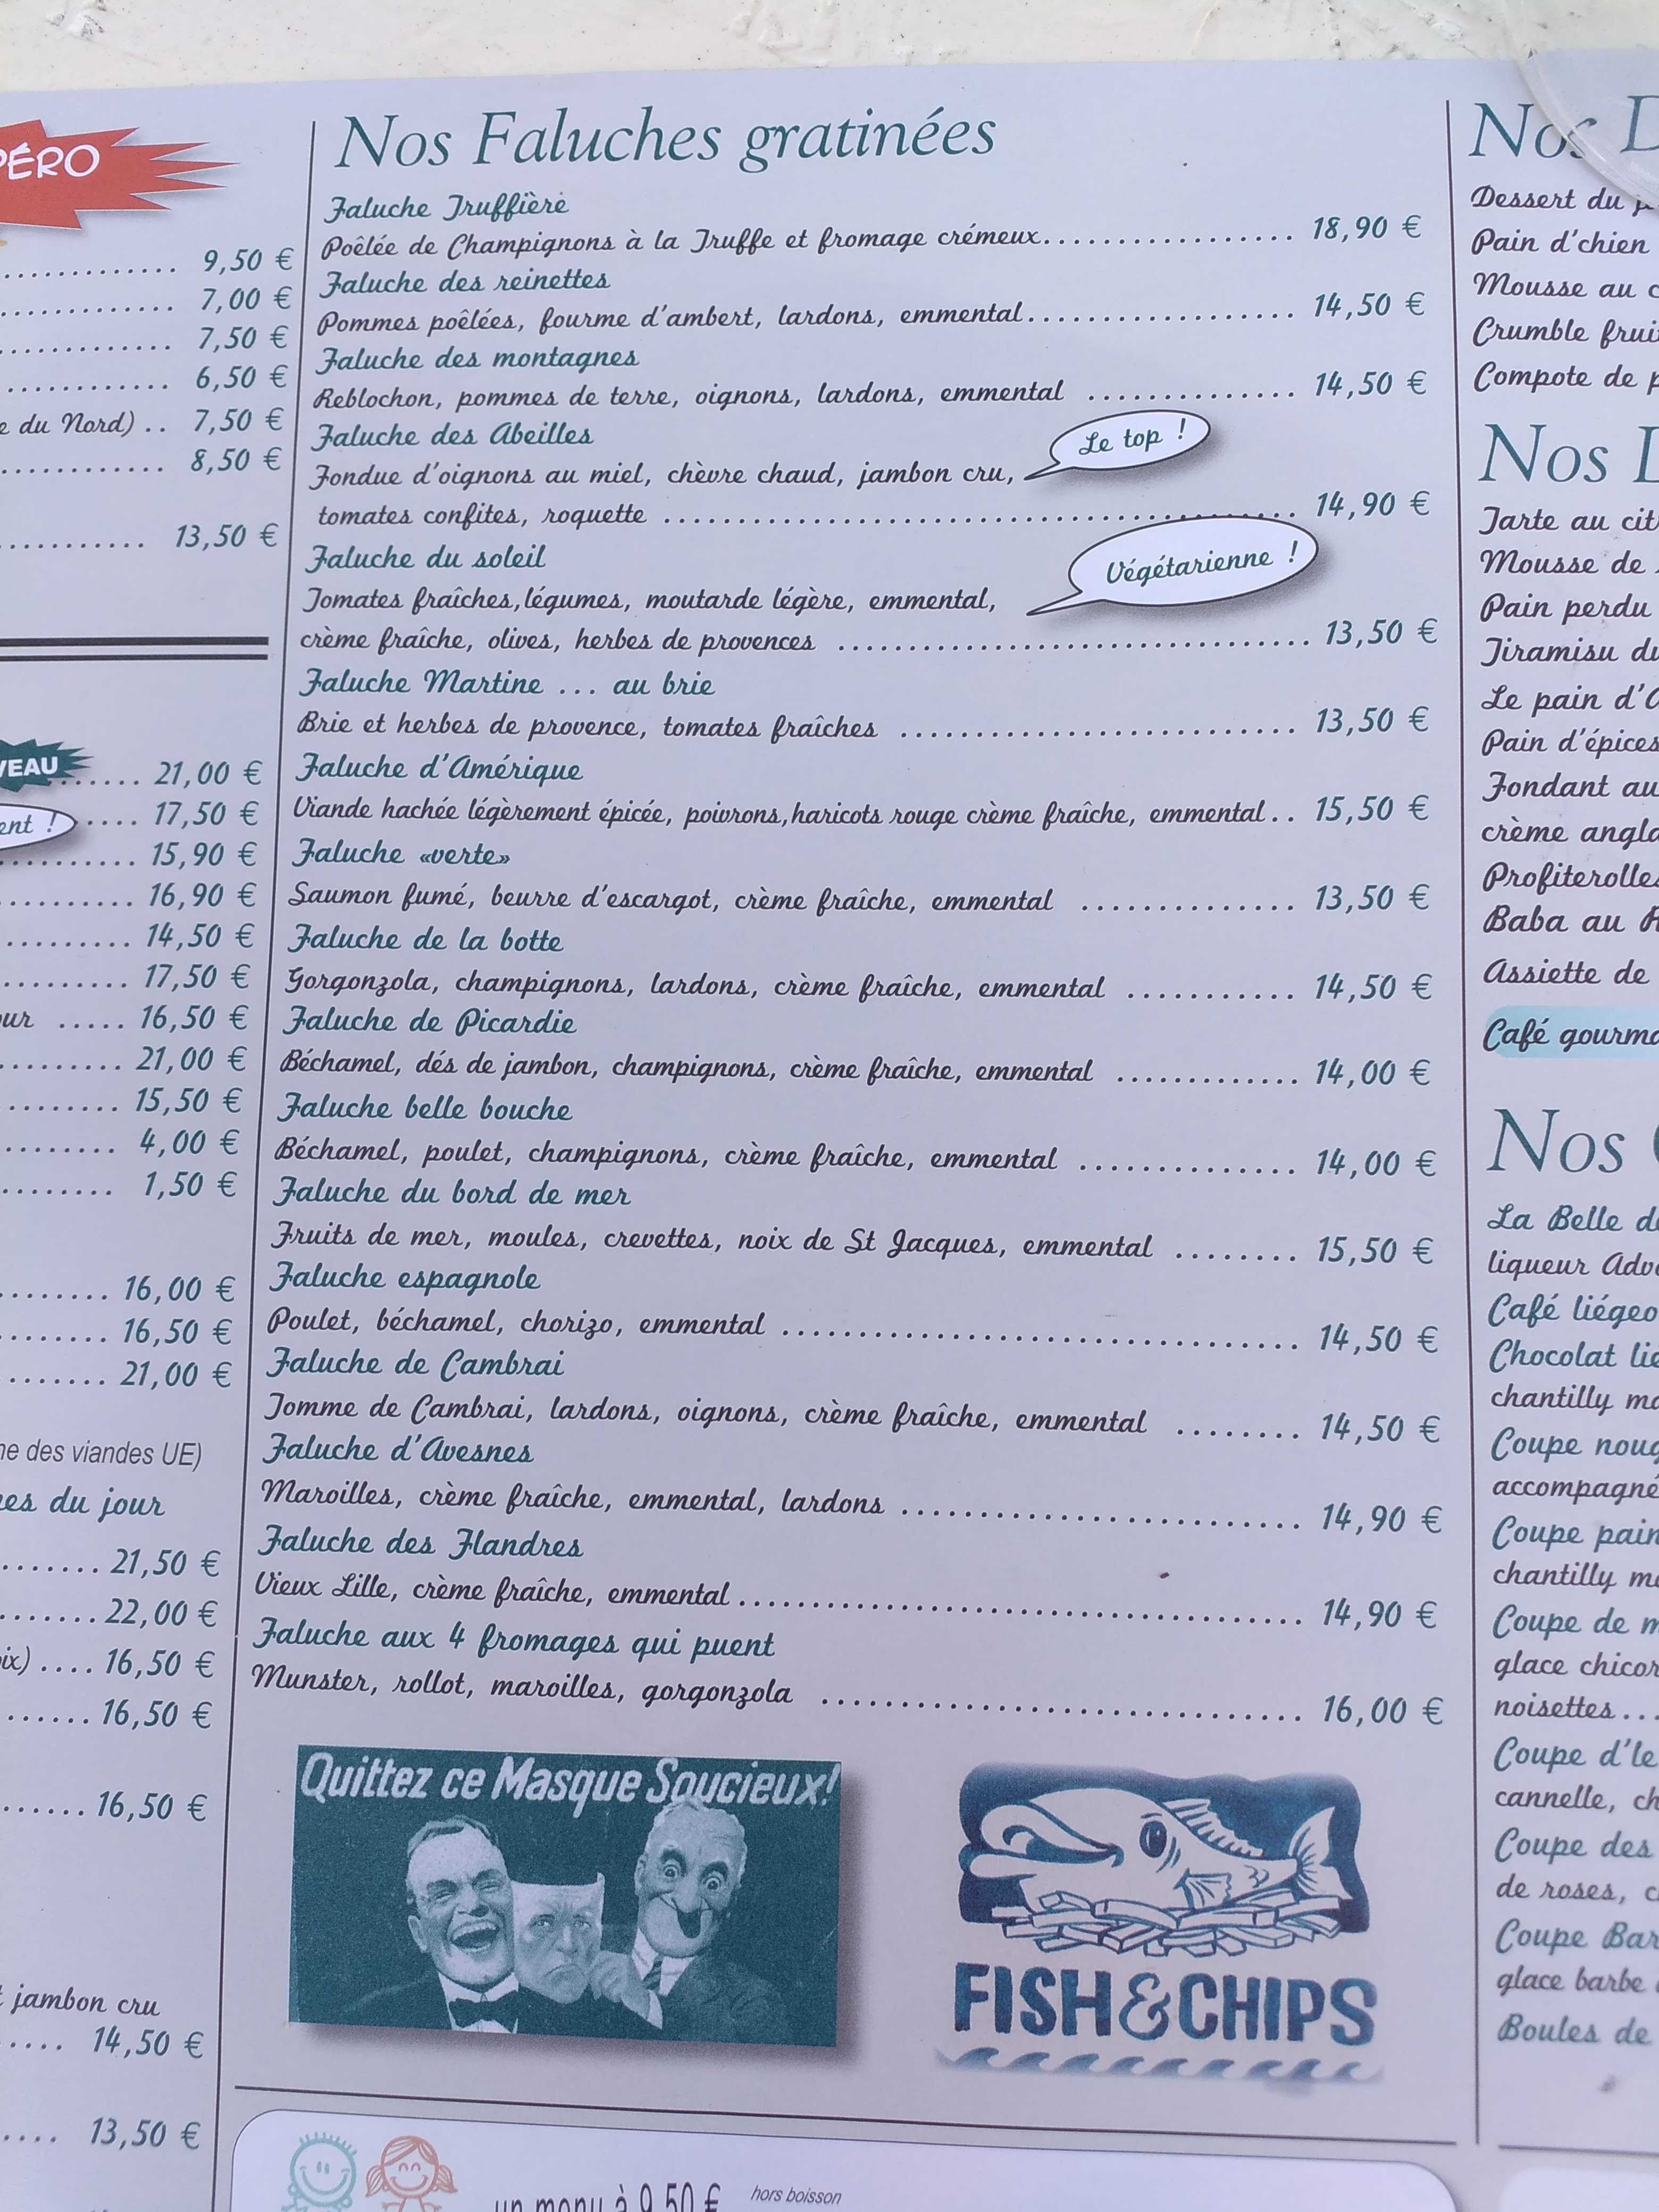 PÉRO
9,50 €
7,00 €
7,50 €
6,50 €
du Nord) .. 7,50 €
8,50 €
13,50 €
21,00 €
17,50 €
15,90 €
16,90 €
14,50 €
17,50 €
..... 16,50 €
21,00 €
15,50 €
4,00 €
1,50 €
16,00 €
16,50 €
21,00 €
des viandes UE)
du jour
21,50 €
22,00 €
.... 16,50 €
16,50 €
16,50 €
jambon cru
14,50 €
13,50 €
Nos Faluches gratinées
Faluche Truffière
Poêlée de Champignons à la Truffe et fromage crémeux.................. 18,90 €
Faluche des reinettes
Pommes poêlées, fourme d'ambert, lardons, emmental................... 14,50 €
Faluche des montagnes
Reblochon, pommes de terre, oignons, lardons, emmental .............. 14,50 €
Faluche des Abeilles
Le top !
Fondue d'oignons au miel, chèvre chaud, jambon cru,
tomates confites, roquette ........................................... 14,90 €
Faluche du soleil
Végétarienne !
Tomates fraîches,légumes, moutarde légère, emmental,
crème fraîche, olives, herbes de provences ................................ 13,50 €
Faluche Martine ... au brie
Brie et herbes de provence, tomates fraîches ........................... 13,50 €
Faluche d'Amérique
Viande hachée légèrement épicée, poivrons,haricots rouge crème fraîche, emmental.. 15,50 €
Faluche «verte»
Saumon fumé, beurre d'escargot, crème fraîche, emmental .............. 13,50 €
Faluche de la botte
Gorgonzola, champignons, lardons, crème fraîche, emmental ........... 14,50 €
Faluche de Picardie
Béchamel, dés de jambon, champignons, crème fraîche, emmental ............ 14,00 €
Faluche belle bouche
Béchamel, poulet, champignons, crème fraîche, emmental .............. 14,00 €
Faluche du bord de mer
Fruits de mer, moules, crevettes, noix de St Jacques, emmental ........ 15,50 €
Faluche espagnole
Poulet, béchamel, chorizo, emmental .................................. 14,50 €
Faluche de Cambrai
Tomme de Cambrai, lardons, oignons, crème fraîche, emmental ........ 14,50 €
Faluche d'Avesnes
Maroilles, crème fraîche, emmental, lardons .......................... 14,90 €
Faluche des Flandres
Vieux Lille, crème fraîche, emmental ..................................... 14,90 €
Faluche aux 4 fromages qui puent
Munster, rollot, maroilles, gorgonzola ................................ 16,00 €
Quittez ce Masque Soucieux!
FISH&CHIPS
un menu à 9,50 € hors boisson
Nos
Dessert du
Pain d'chien
Mousse au
Crumble
Compote de
Nos
Tarte au
Mousse de
Pain perdu
Tiramisu
Le pain
Pain d'épices
Fondant au
crème
Profiterolles
Baba au
Assiette de
Café
Nos
La Belle
liqueur
Café
Chocolat
chantilly
Coupe
accompagné
Coupe
chantilly
Coupe de
glace
noisettes...
Coupe
cannelle,
Coupe des
de roses,
Coupe
glace barbe
Boules de